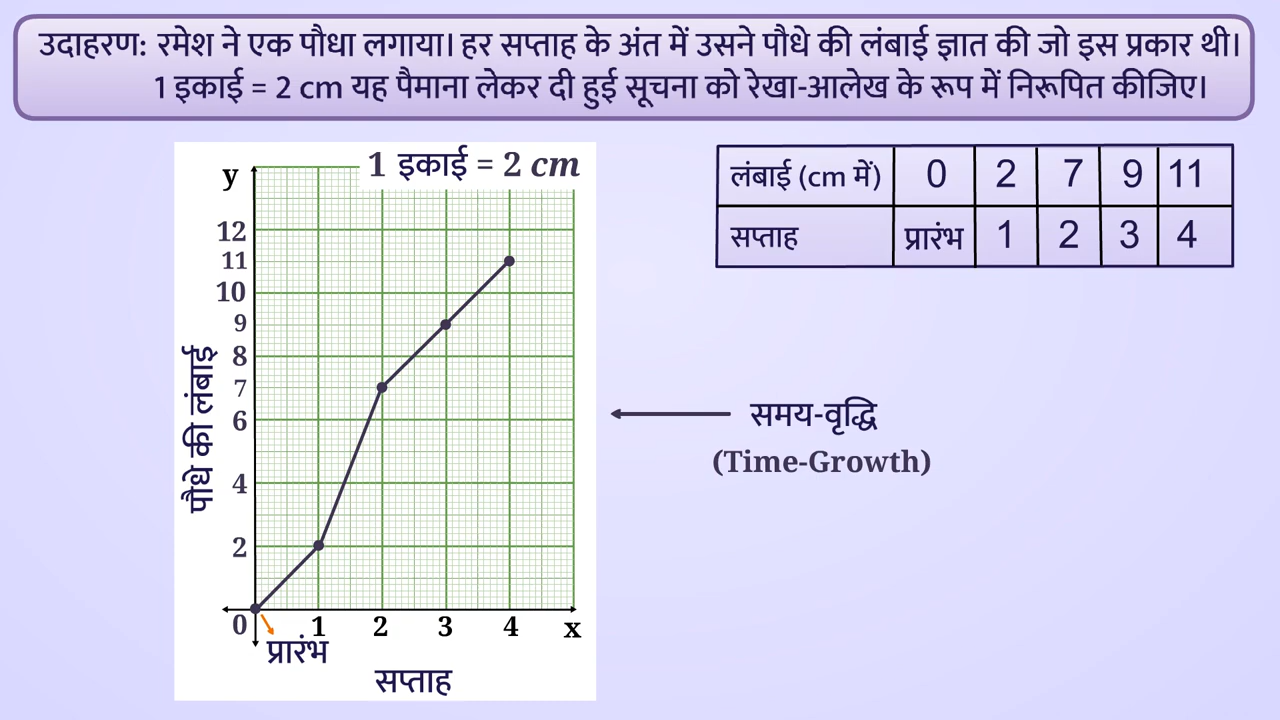 उदाहरण: रमेश ने एक पौधा लगाया। हर सप्ताह के अंत में उसने पौधे की लंबाई ज्ञात की जो इस प्रकार थी।
1 इकाई = 2 cm यह पैमाना लेकर दी हुई सूचना को रेखा-आलेख के रूप में निरूपित कीजिए।
1 इकाई = 2 cm
y
12
11
10
9
8
7
6
4
2
0
पौधे की लंबाई
1 2 3 4 x
प्रारंभ
सप्ताह
लंबाई (cm में) 0 2 7 9 11
सप्ताह प्रारंभ 1 2 3 4
समय-वृद्धि
(Time-Growth)